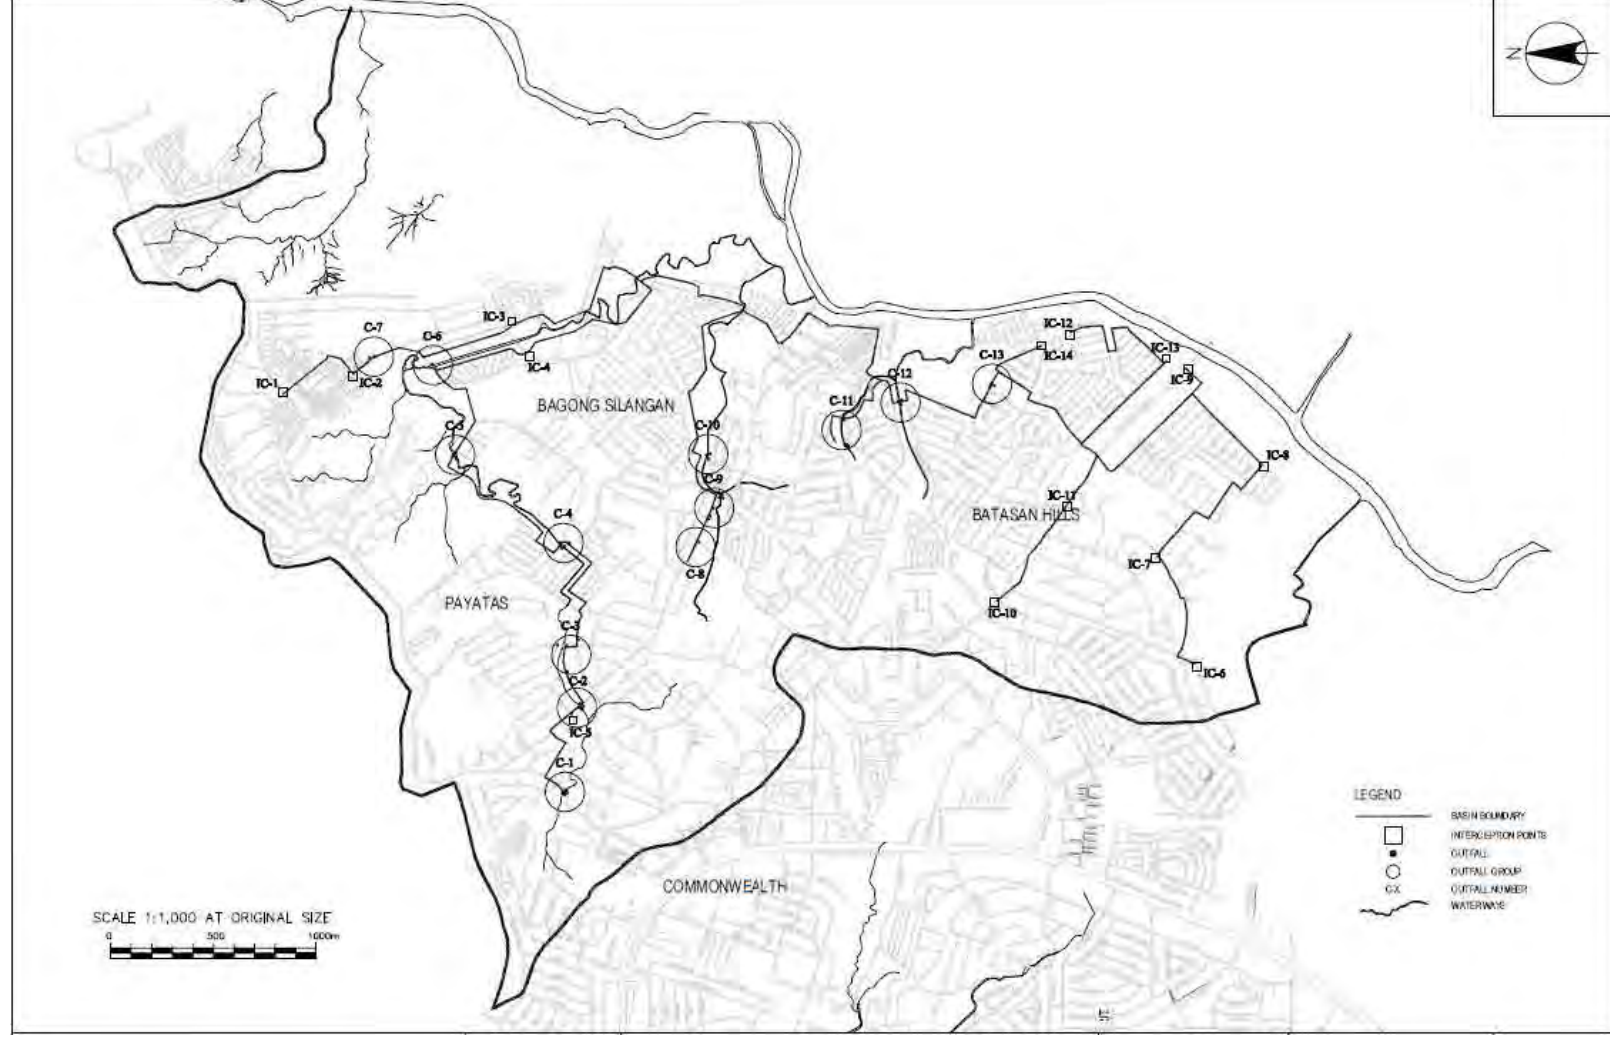 N
IC-12
IC-3
C-7
C-6
IC-14
IC-13
IC-4
C-13
IC-9
IC-1
IC-2
C-12
BAGONG SILANGAN
C-11
C-5
C-10
IC-8
C-9
IC-11
C-4
BATASAN HILLS
IC-7
C-8
PAYATAS
IC-10
C-3
IC-6
C-2
IC-5
C-1
LEGEND
BASIN BOUNDARY
INTERCEPTION POINTS
OUTFALL
OUTFALL GROUP
C-X OUTFALL NUMBER
WATERWAYS
COMMONWEALTH
SCALE 1:1,000 AT ORIGINAL SIZE
0 500 1000m